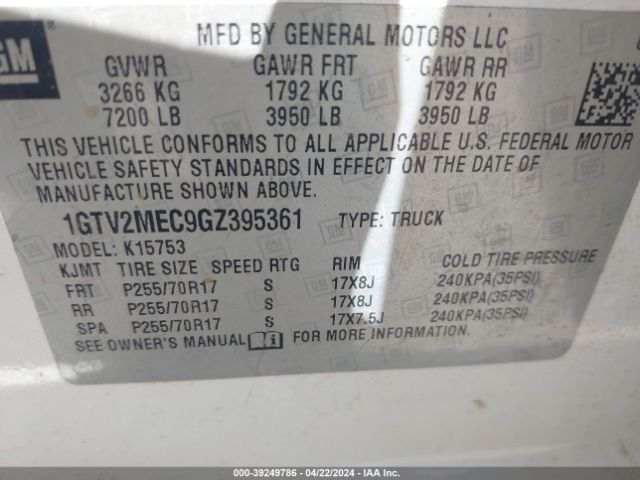 GM
MFD BY GENERAL MOTORS LLC
GVWR GAWR FRT GAWR RR
3266 KG 1792 KG 1792 KG
7200 LB 3950 LB 3950 LB
THIS VEHICLE CONFORMS TO ALL APPLICABLE U.S. FEDERAL MOTOR
VEHICLE SAFETY STANDARDS IN EFFECT ON THE DATE OF
MANUFACTURE SHOWN ABOVE.
1GTV2MEC9GZ395361 TYPE: TRUCK
MODEL: K15753
KJMT TIRE SIZE SPEED RTG RIM COLD TIRE PRESSURE
FRT P255/70R17 S 17X8J 240KPA(35PSI)
RR P255/70R17 S 17X8J 240KPA(35PSI)
SPA P255/70R17 S 17X7.5J 240KPA(35PSI)
SEE OWNER'S MANUAL FOR MORE INFORMATION.
000-39249786 - 04/22/2024 - IAA Inc.